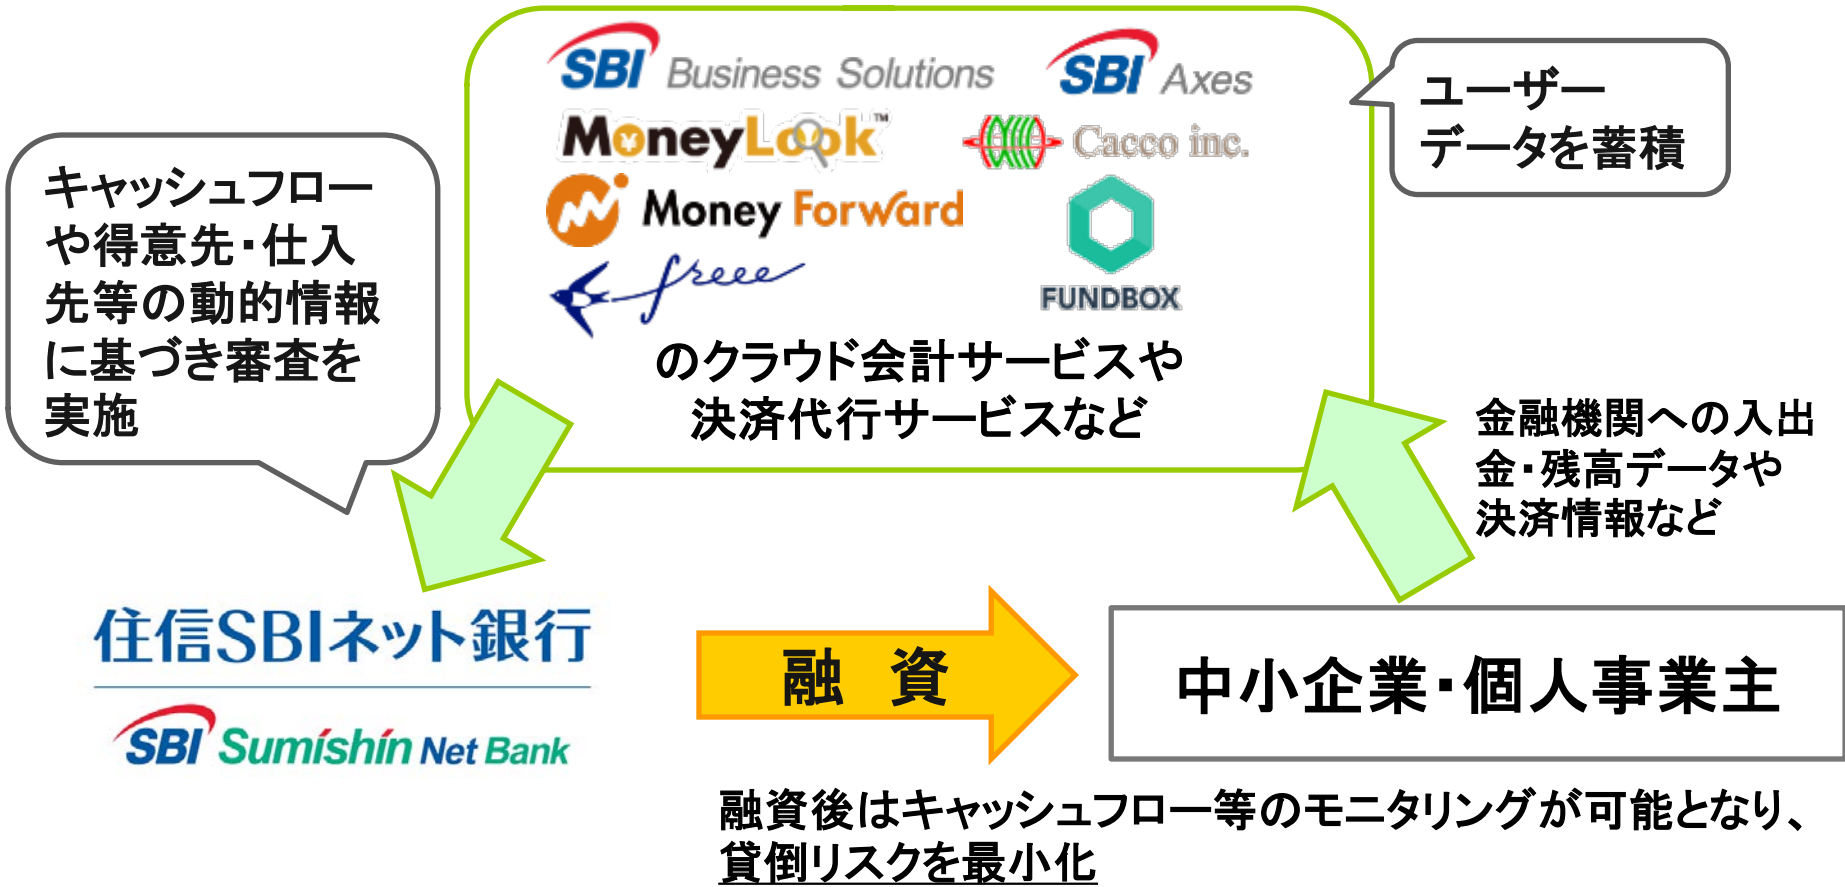 SBI Business Solutions
SBI Axes
MoneyLook™
Cacco inc.
Money Forward
FUNDBOX
freee
のクラウド会計サービスや
決済代行サービスなど
ユーザー
データを蓄積
キャッシュフロー
や得意先・仕入
先等の動的情報
に基づき審査を
実施
金融機関への入出
金・残高データや
決済情報など
住信SBIネット銀行
SBI Sumishin Net Bank
融 資
中小企業・個人事業主
融資後はキャッシュフロー等のモニタリングが可能となり、
貸倒リスクを最小化